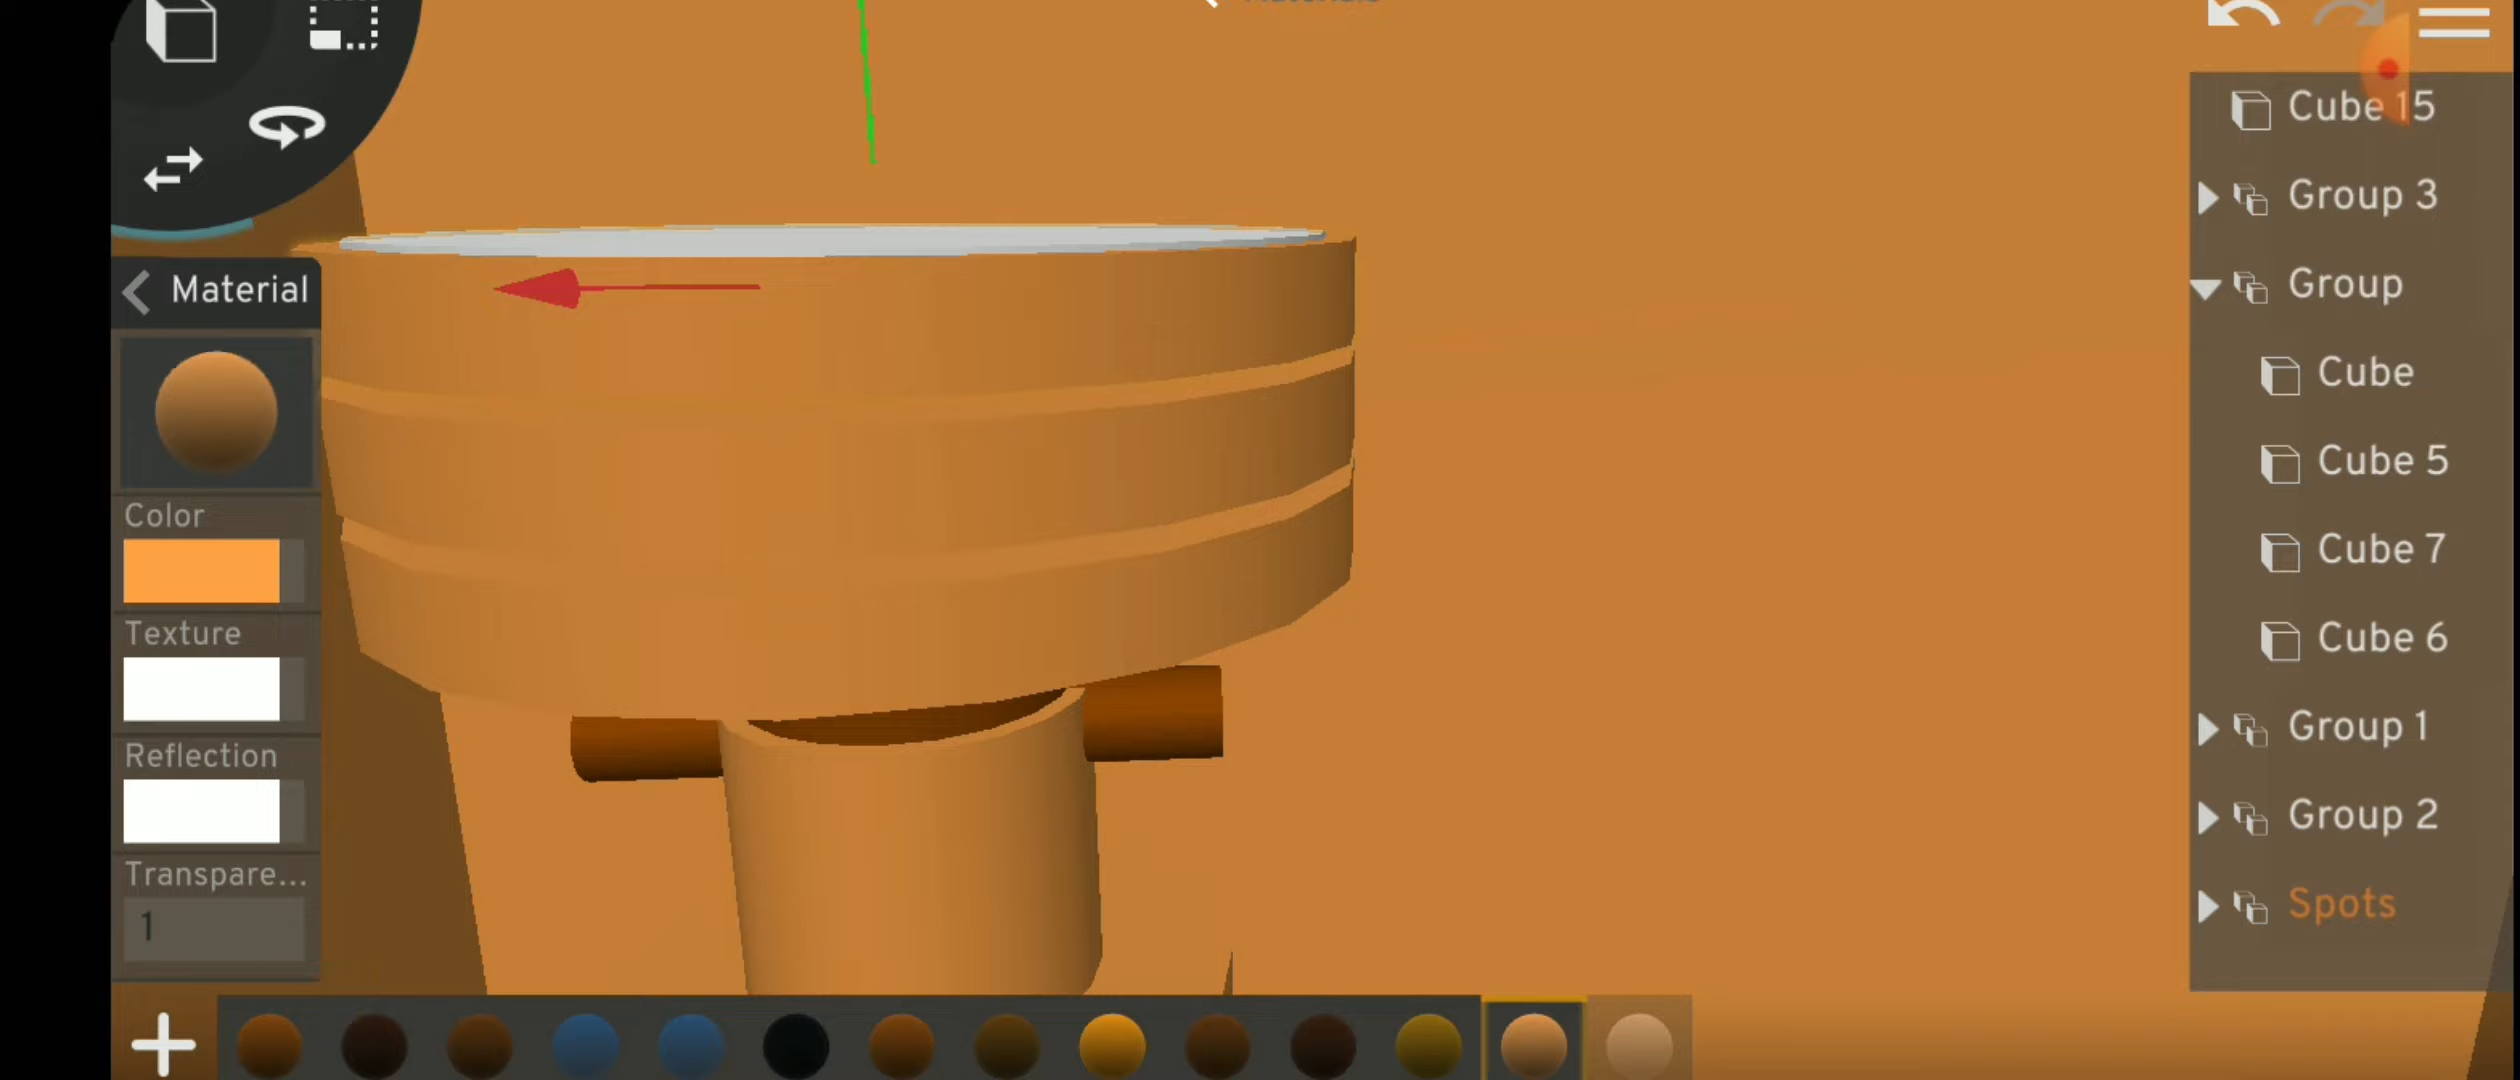 Material
Color
Texture
Reflection
Transpare...
1
Cube 15
Group 3
Group
Cube
Cube 5
Cube 7
Cube 6
Group 1
Group 2
Spots